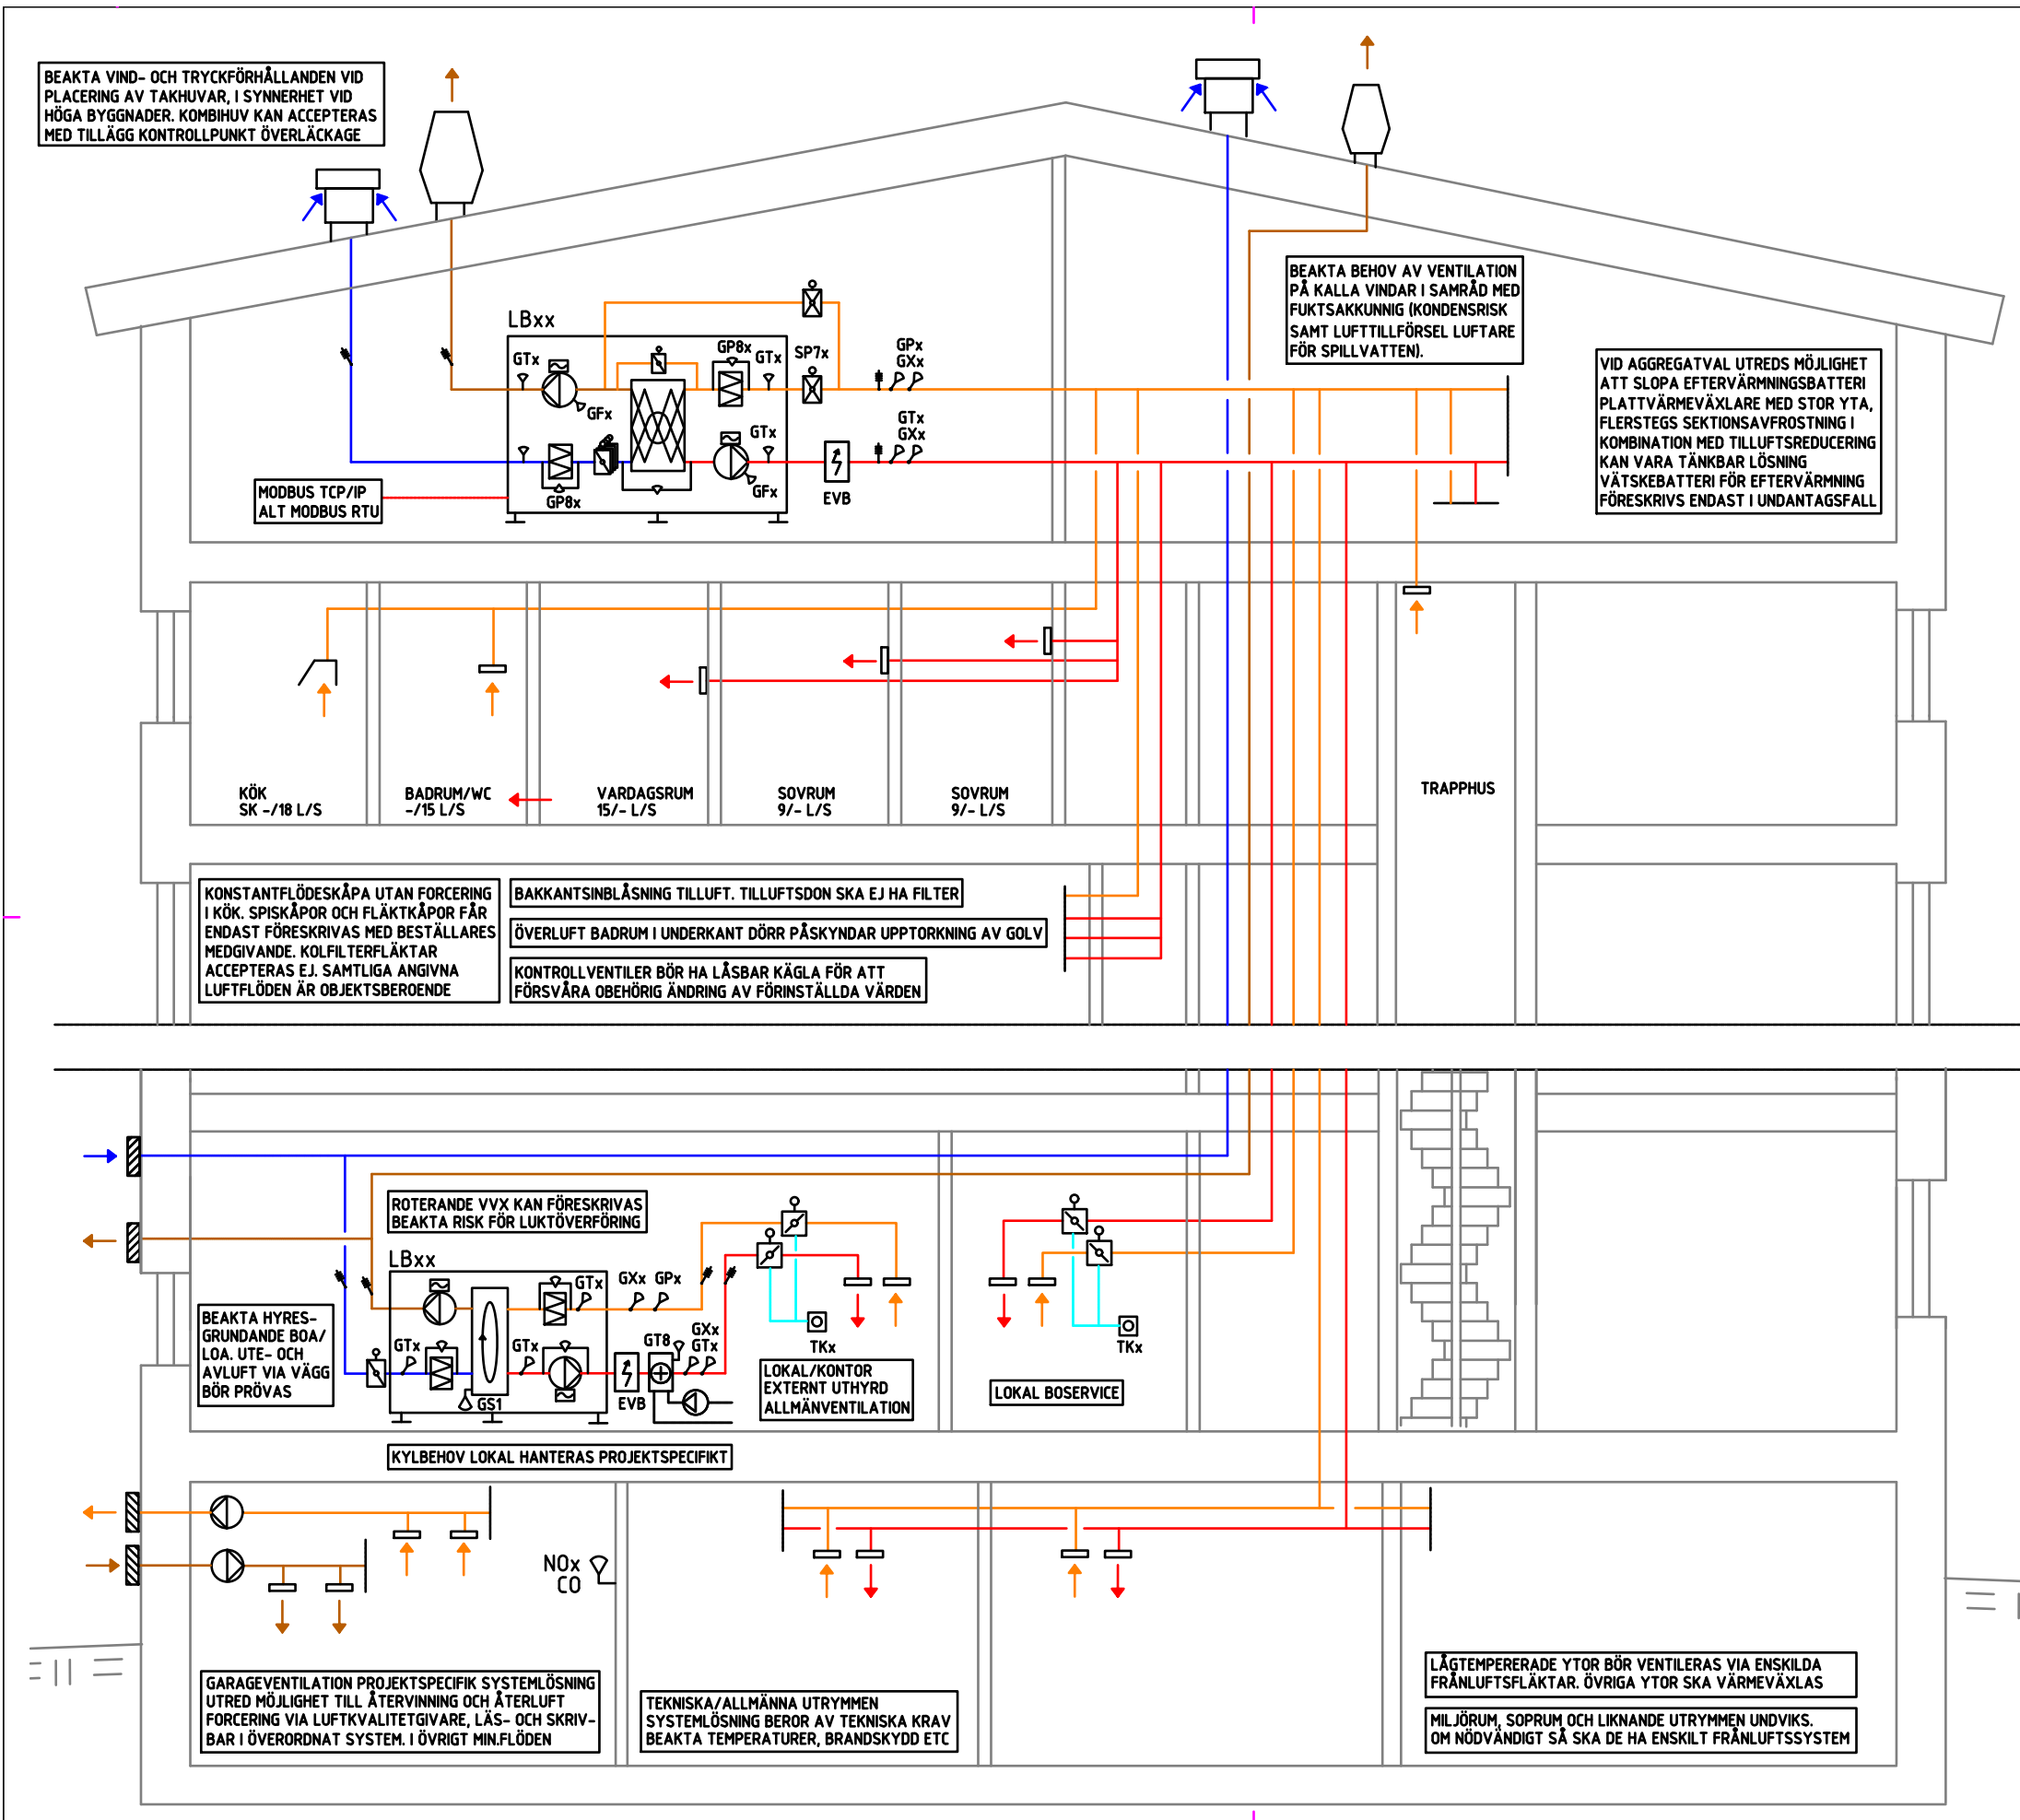 BEAKTA VIND- OCH TRYCKFÖRHÅLLANDEN VID
PLACERING AV TAKHUVAR, I SYNNERHET VID
HÖGA BYGGNADER. KOMBIHUV KAN ACCEPTERAS
MED TILLÄGG KONTROLLPUNKT ÖVERLÄCKAGE
BEAKTA BEHOV AV VENTILATION
PÅ KALLA VINDAR I SAMRÅD MED
FUKTSAKKUNNIG (KONDENSRISK
SAMT LUFTTILLFÖRSEL LUFTARE
FÖR SPILLVATTEN).
VID AGGREGATVAL UTREDS MÖJLIGHET
ATT SLOPA EFTERVÄRMNINGSBATTERI
PLATTVÄRMEVÄXLARE MED STOR YTA,
FLERSTEGS SEKTIONSAVFROSTNING I
KOMBINATION MED TILLUFTSREDUCERING
KAN VARA TÄNKBAR LÖSNING
VÄTSKEBATTERI FÖR EFTERVÄRMNING
FÖRESKRIVS ENDAST I UNDANTAGSFALL
LBxx
GTx
GP8x
GTx
SP7x
GPx
GXx
GFx
GTx
GTx
GXx
GP8x
GFx
EVB
MODBUS TCP/IP
ALT MODBUS RTU
KÖK
SK -/18 L/S
BADRUM/WC
-/15 L/S
VARDAGSRUM
15/- L/S
SOVRUM
9/- L/S
SOVRUM
9/- L/S
TRAPPHUS
KONSTANTFLÖDESKÅPA UTAN FORCERING
I KÖK. SPISKÅPOR OCH FLÄKTKÅPOR FÅR
ENDAST FÖRESKRIVAS MED BESTÄLLARES
MEDGIVANDE. KOLFILTERFLÄKTAR
ACCEPTERAS EJ. SAMTLIGA ANGIVNA
LUFTFLÖDEN ÄR OBJEKTSBEROENDE
BAKKANTSINBLÅSNING TILLUFT. TILLUFTSDON SKA EJ HA FILTER
ÖVERLUFT BADRUM I UNDERKANT DÖRR PÅSKYNDAR UPPTORKNING AV GOLV
KONTROLLVENTILER BÖR HA LÅSBAR KÄGLA FÖR ATT
FÖRSVÅRA OBEHÖRIG ÄNDRING AV FÖRINSTÄLLDA VÄRDEN
ROTERANDE VVX KAN FÖRESKRIVAS
BEAKTA RISK FÖR LUKTÖVERFÖRING
LBxx
GTx
GXx
GPx
GTx
GTx
GT8
GXx
GTx
GS1
EVB
TKx
TKx
BEAKTA HYRES-
GRUNDANDE BOA/
LOA. UTE- OCH
AVLUFT VIA VÄGG
BÖR PRÖVAS
LOKAL/KONTOR
EXTERNT UTHYRD
ALLMÄNVENTILATION
LOKAL BOSERVICE
KYLBEHOV LOKAL HANTERAS PROJEKTSPECIFIKT
NOx
CO
GARAGEVENTILATION PROJEKTSPECIFIK SYSTEMLÖSNING
UTRED MÖJLIGHET TILL ÅTERVINNING OCH ÅTERLUFT
FORCERING VIA LUFTKVALITETGIVARE, LÄS- OCH SKRIV-
BAR I ÖVERORDNAT SYSTEM. I ÖVRIGT MIN.FLÖDEN
TEKNISKA/ALLMÄNNA UTRYMMEN
SYSTEMLÖSNING BEROR AV TEKNISKA KRAV
BEAKTA TEMPERATURER, BRANDSKYDD ETC
LÅGTEMPERERADE YTOR BÖR VENTILERAS VIA ENSKILDA
FRÅNLUFTSFLÄKTAR. ÖVRIGA YTOR SKA VÄRMEVÄXLAS
MILJÖRUM, SOPRUM OCH LIKNANDE UTRYMMEN UNDVIKS.
OM NÖDVÄNDIGT SÅ SKA DE HA ENSKILT FRÅNLUFTSSYSTEM